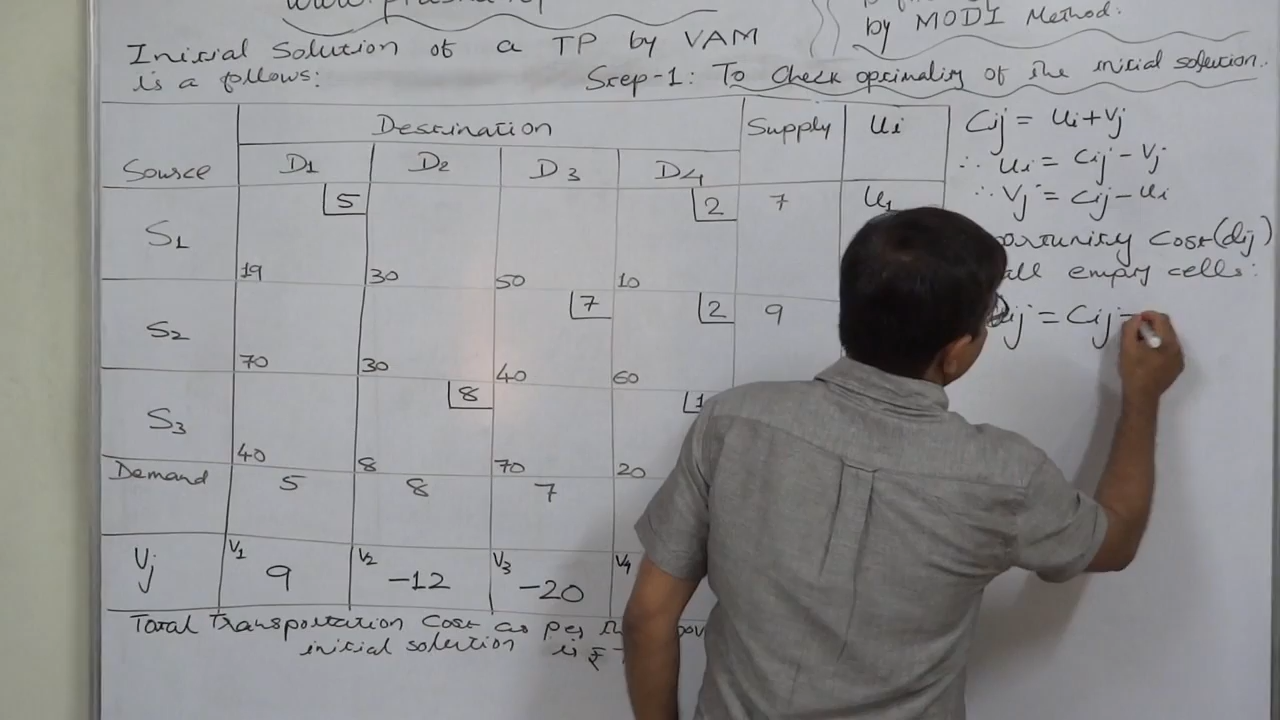 by MODI Method.
Initial Solution of a TP by VAM
is a follows:
Step-1: To Check optimality of the initial solution.
Source
Destination
Supply
ui
D1
D2
D3
D4
S1
5
2
7
u1
19
30
50
10
S2
7
2
9
70
30
40
60
S3
8
1
40
8
70
20
Demand
5
8
7
Vj
V1
9
V2
-12
V3
-20
V4
Total Transportation Cost as per
initial solution is ₹
Cij = ui+vj
∴ ui = Cij - Vj
∴ Vj = Cij - ui
Cost (dij)
all empty cells:
ij = Cij -